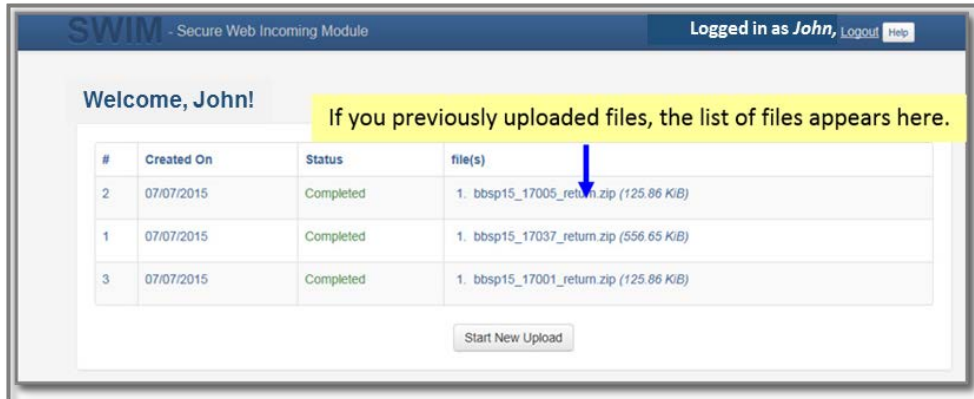 SWIM - Secure Web Incoming Module Logged in as John, Logout Help
Welcome, John!
If you previously uploaded files, the list of files appears here.
# Created On Status file(s)
2 07/07/2015 Completed 1. bbsp15_17005_return.zip (125.86 KiB)
1 07/07/2015 Completed 1. bbsp15_17037_return.zip (556.65 KiB)
3 07/07/2015 Completed 1. bbsp15_17001_return.zip (125.86 KiB)
Start New Upload